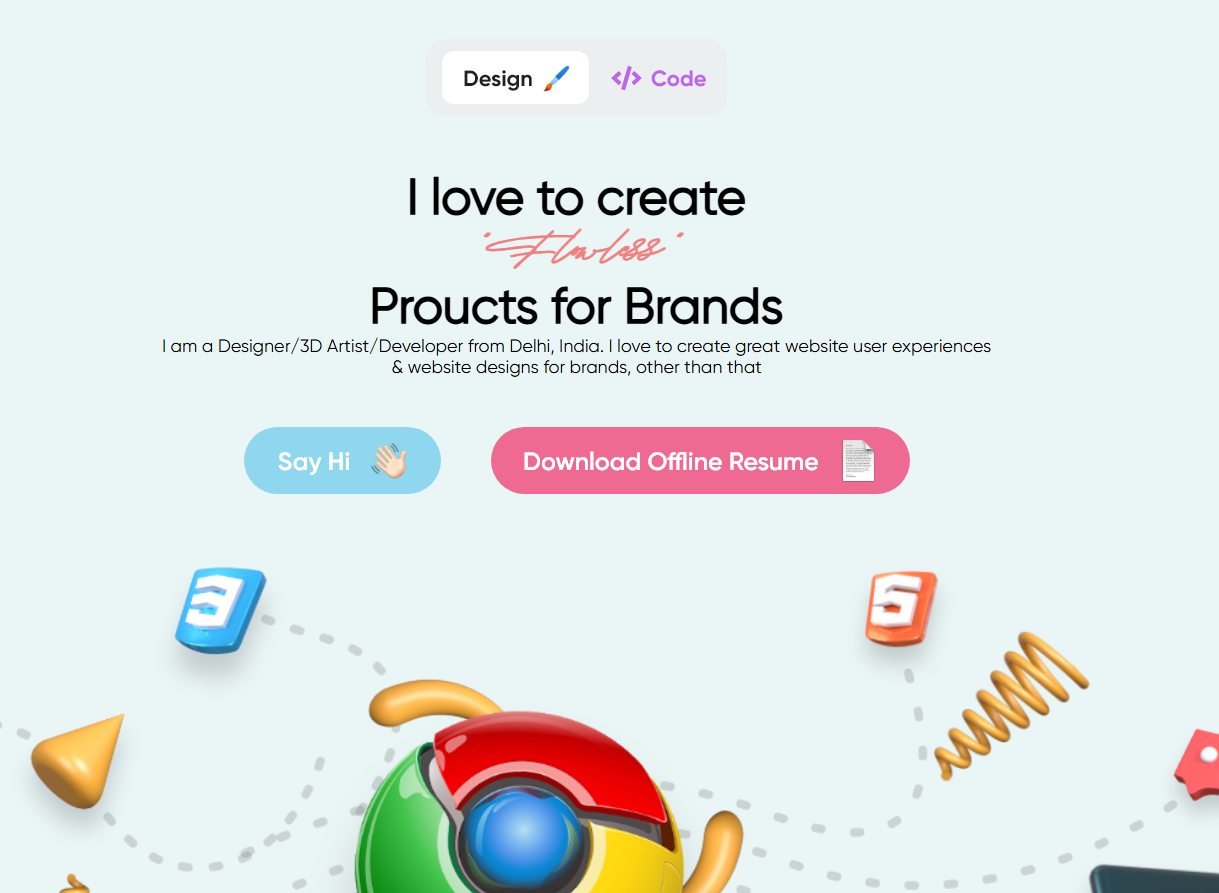 Design
</> Code
I love to create
"Flawless"
Proucts for Brands
I am a Designer/3D Artist/Developer from Delhi, India. I love to create great website user experiences
& website designs for brands, other than that
Say Hi
Download Offline Resume
3
5